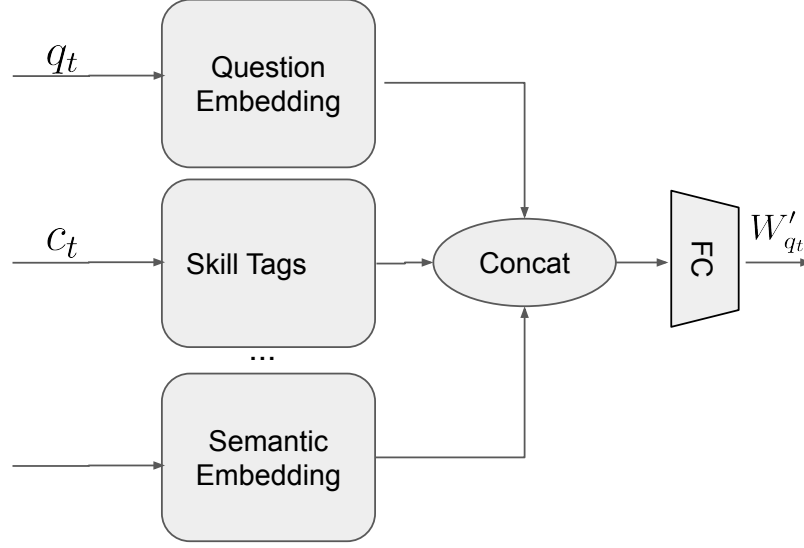 q_t
Question
Embedding
c_t
Skill Tags
...
Semantic
Embedding
Concat
FC
W'_{q_t}